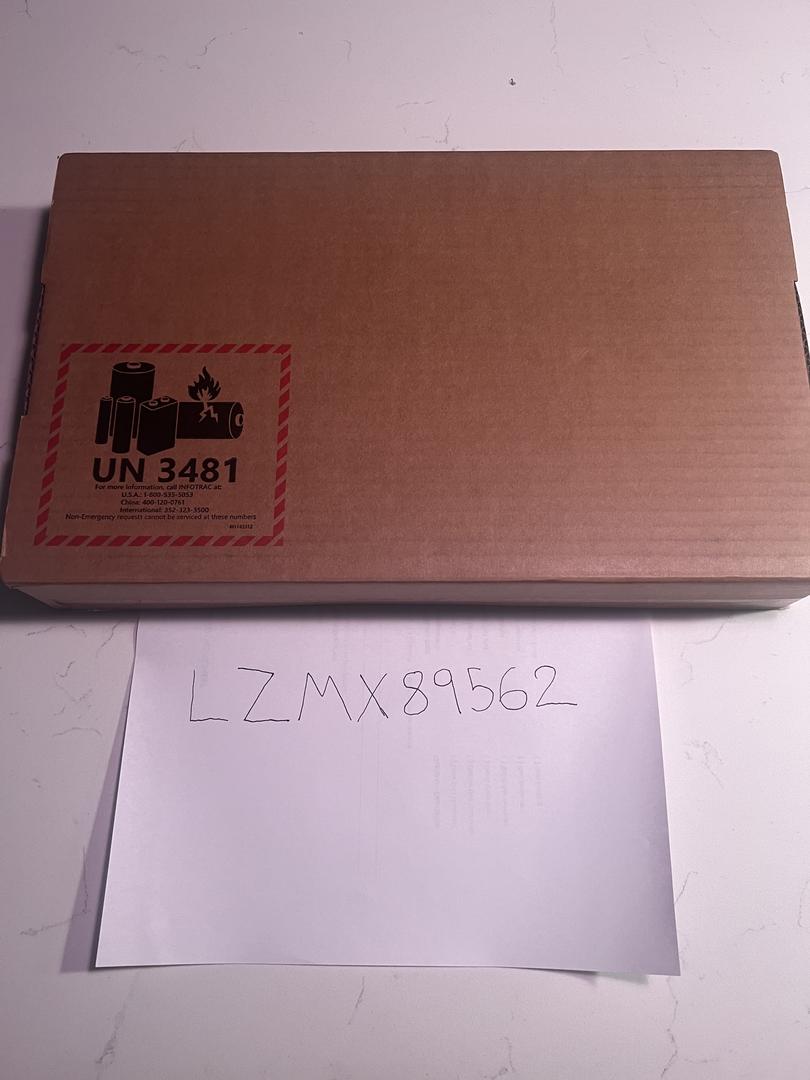 UN 3481
For more information, call INFOTRAC at:
U.S.A.: 1-800-535-5053
China: 400-120-0761
International: 352-323-3500
Non-Emergency requests cannot be serviced at these numbers
LZMX89562